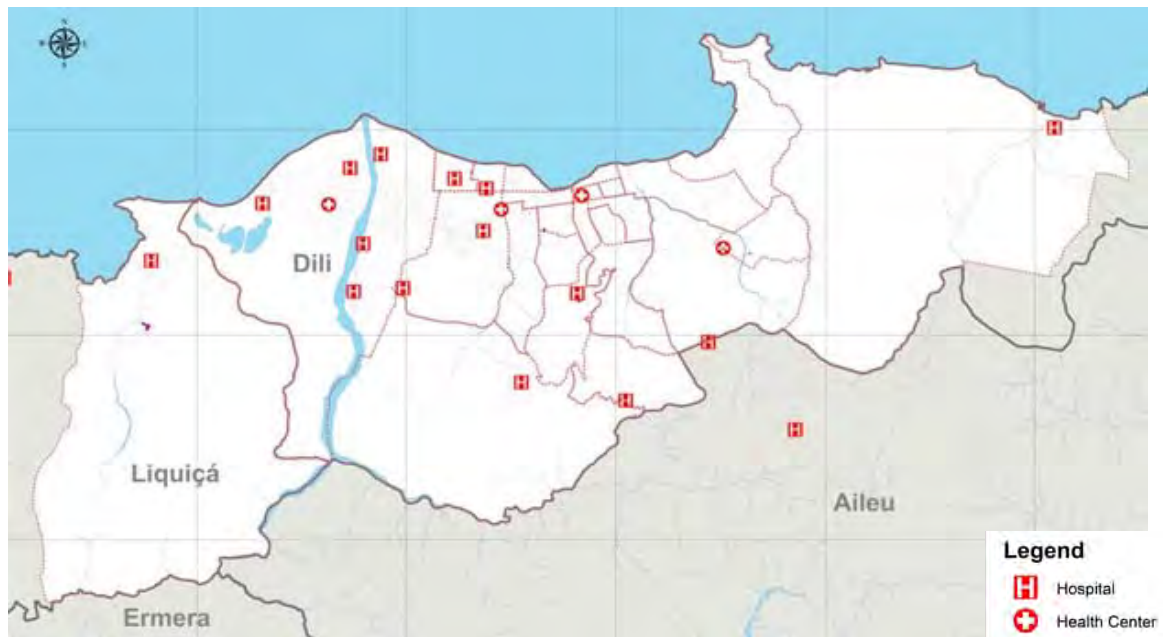 N
W E
S
Dili
Liquiçá
Aileu
Ermera
Legend
Hospital
Health Center